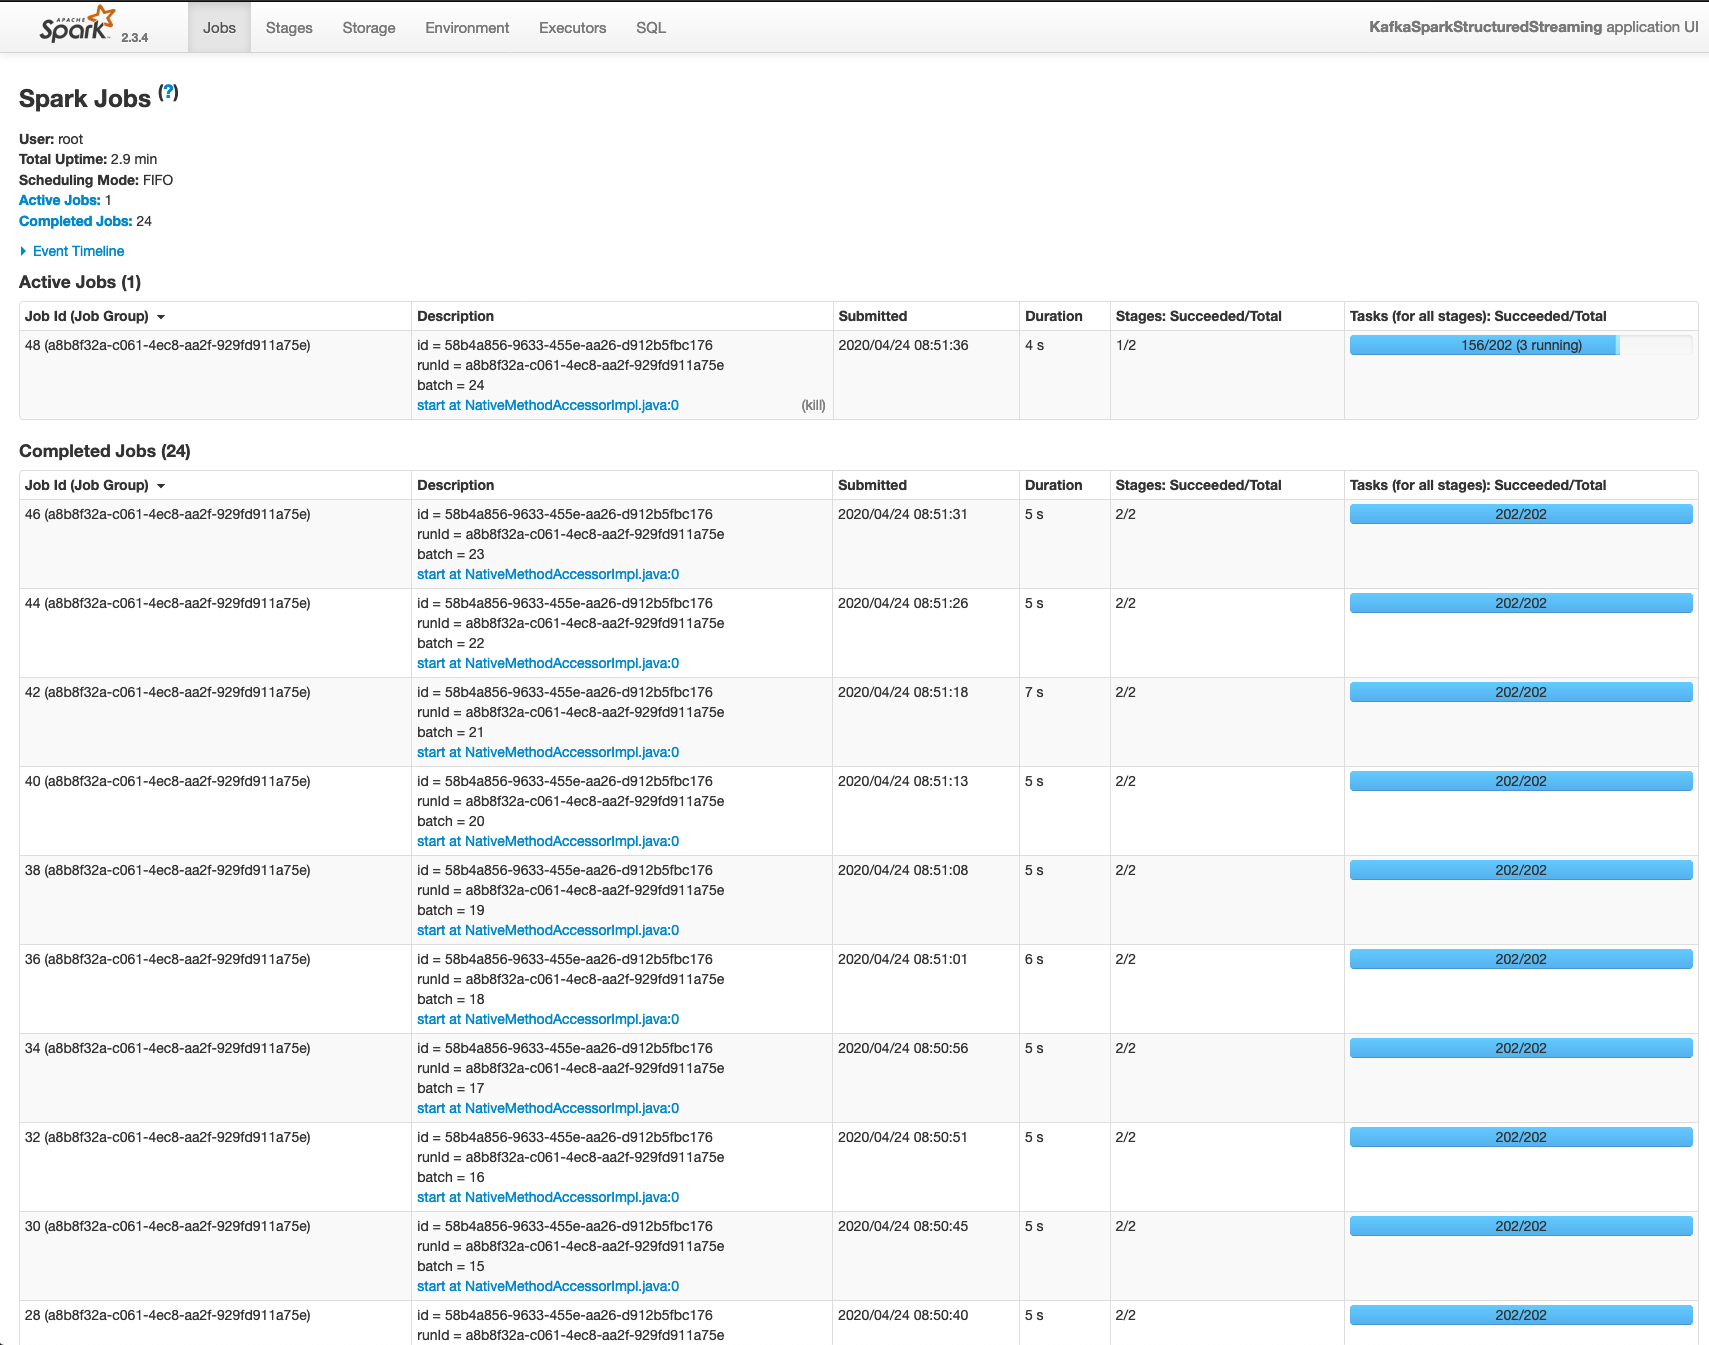 APACHE Spark 2.3.4 Jobs Stages Storage Environment Executors SQL KafkaSparkStructuredStreaming application UI
Spark Jobs (?)
User: root
Total Uptime: 2.9 min
Scheduling Mode: FIFO
Active Jobs: 1
Completed Jobs: 24
Event Timeline
Active Jobs (1)
Job Id (Job Group) Description Submitted Duration Stages: Succeeded/Total Tasks (for all stages): Succeeded/Total
48 (a8b8f32a-c061-4ec8-aa2f-929fd911a75e) id = 58b4a856-9633-455e-aa26-d912b5fbc176 2020/04/24 08:51:36 4 s 1/2 156/202 (3 running)
runId = a8b8f32a-c061-4ec8-aa2f-929fd911a75e
batch = 24
start at NativeMethodAccessorImpl.java:0 (kill)
Completed Jobs (24)
Job Id (Job Group) Description Submitted Duration Stages: Succeeded/Total Tasks (for all stages): Succeeded/Total
46 (a8b8f32a-c061-4ec8-aa2f-929fd911a75e) id = 58b4a856-9633-455e-aa26-d912b5fbc176 2020/04/24 08:51:31 5 s 2/2 202/202
runId = a8b8f32a-c061-4ec8-aa2f-929fd911a75e
batch = 23
start at NativeMethodAccessorImpl.java:0
44 (a8b8f32a-c061-4ec8-aa2f-929fd911a75e) id = 58b4a856-9633-455e-aa26-d912b5fbc176 2020/04/24 08:51:26 5 s 2/2 202/202
runId = a8b8f32a-c061-4ec8-aa2f-929fd911a75e
batch = 22
start at NativeMethodAccessorImpl.java:0
42 (a8b8f32a-c061-4ec8-aa2f-929fd911a75e) id = 58b4a856-9633-455e-aa26-d912b5fbc176 2020/04/24 08:51:18 7 s 2/2 202/202
runId = a8b8f32a-c061-4ec8-aa2f-929fd911a75e
batch = 21
start at NativeMethodAccessorImpl.java:0
40 (a8b8f32a-c061-4ec8-aa2f-929fd911a75e) id = 58b4a856-9633-455e-aa26-d912b5fbc176 2020/04/24 08:51:13 5 s 2/2 202/202
runId = a8b8f32a-c061-4ec8-aa2f-929fd911a75e
batch = 20
start at NativeMethodAccessorImpl.java:0
38 (a8b8f32a-c061-4ec8-aa2f-929fd911a75e) id = 58b4a856-9633-455e-aa26-d912b5fbc176 2020/04/24 08:51:08 5 s 2/2 202/202
runId = a8b8f32a-c061-4ec8-aa2f-929fd911a75e
batch = 19
start at NativeMethodAccessorImpl.java:0
36 (a8b8f32a-c061-4ec8-aa2f-929fd911a75e) id = 58b4a856-9633-455e-aa26-d912b5fbc176 2020/04/24 08:51:01 6 s 2/2 202/202
runId = a8b8f32a-c061-4ec8-aa2f-929fd911a75e
batch = 18
start at NativeMethodAccessorImpl.java:0
34 (a8b8f32a-c061-4ec8-aa2f-929fd911a75e) id = 58b4a856-9633-455e-aa26-d912b5fbc176 2020/04/24 08:50:56 5 s 2/2 202/202
runId = a8b8f32a-c061-4ec8-aa2f-929fd911a75e
batch = 17
start at NativeMethodAccessorImpl.java:0
32 (a8b8f32a-c061-4ec8-aa2f-929fd911a75e) id = 58b4a856-9633-455e-aa26-d912b5fbc176 2020/04/24 08:50:51 5 s 2/2 202/202
runId = a8b8f32a-c061-4ec8-aa2f-929fd911a75e
batch = 16
start at NativeMethodAccessorImpl.java:0
30 (a8b8f32a-c061-4ec8-aa2f-929fd911a75e) id = 58b4a856-9633-455e-aa26-d912b5fbc176 2020/04/24 08:50:45 5 s 2/2 202/202
runId = a8b8f32a-c061-4ec8-aa2f-929fd911a75e
batch = 15
start at NativeMethodAccessorImpl.java:0
28 (a8b8f32a-c061-4ec8-aa2f-929fd911a75e) id = 58b4a856-9633-455e-aa26-d912b5fbc176 2020/04/24 08:50:40 5 s 2/2 202/202
runId = a8b8f32a-c061-4ec8-aa2f-929fd911a75e